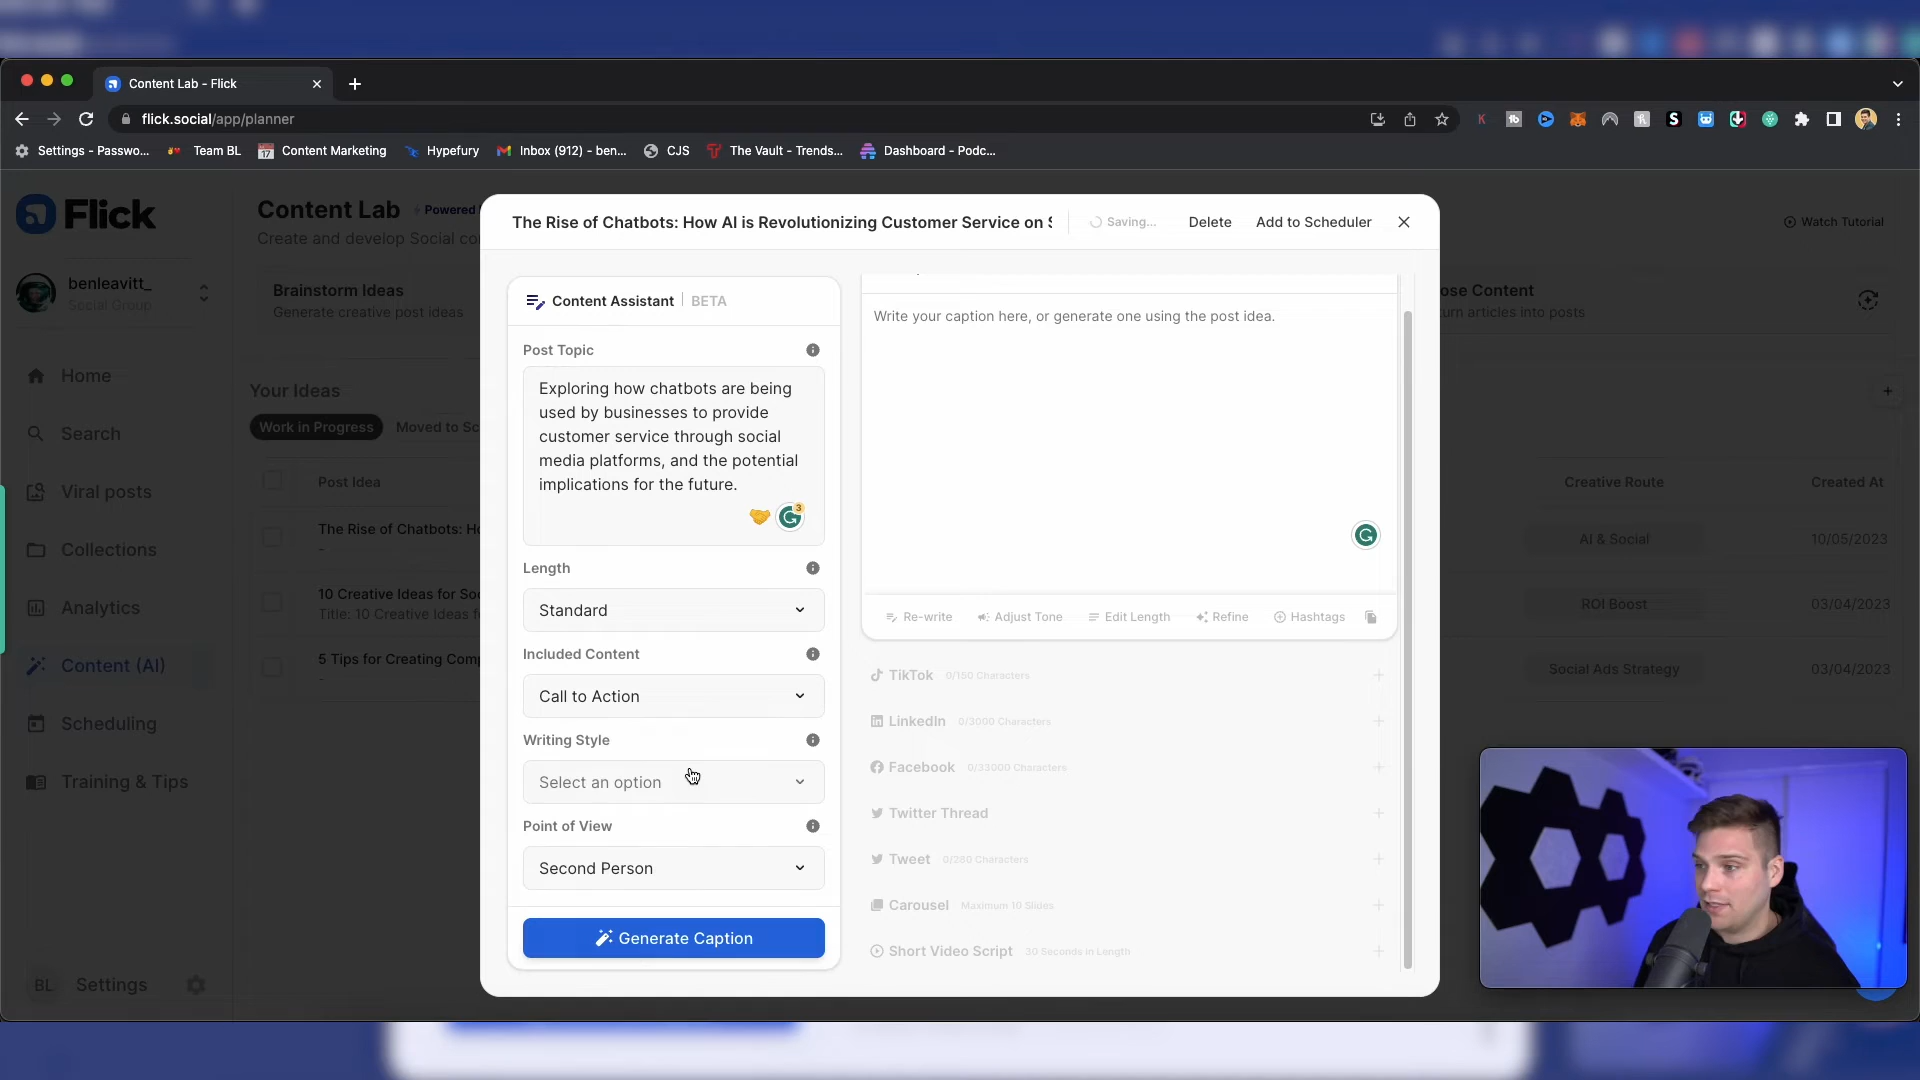 Content Lab - Flick
flick.social/app/planner
Settings - Passwo...
Team BL
17
Content Marketing
Hypefury
Inbox (912) - ben...
CJS
The Vault - Trends...
Dashboard - Podc...
Flick
benleavitt_
Social Group
Home
Search
Viral posts
Collections
Analytics
Content (AI)
Scheduling
Training & Tips
BL
Settings
Content Lab
Powered
Create and develop Social co
Watch Tutorial
Brainstorm Ideas
Generate creative post ideas
ose Content
urn articles into posts
Your Ideas
Work in Progress
Moved to Sc
Post Idea
Creative Route
Created At
The Rise of Chatbots: H
AI & Social
10/05/2023
10 Creative Ideas for So
Title: 10 Creative Ideas f
ROI Boost
03/04/2023
5 Tips for Creating Com
Social Ads Strategy
03/04/2023
The Rise of Chatbots: How AI is Revolutionizing Customer Service on S
Saving...
Delete
Add to Scheduler
Content Assistant
BETA
Post Topic
Exploring how chatbots are being
used by businesses to provide
customer service through social
media platforms, and the potential
implications for the future.
3
Length
Standard
Included Content
Call to Action
Writing Style
Select an option
Point of View
Second Person
Generate Caption
Write your caption here, or generate one using the post idea.
Re-write
Adjust Tone
Edit Length
Refine
Hashtags
TikTok 0/150 Characters
LinkedIn 0/3000 Characters
Facebook 0/33000 Characters
Twitter Thread
Tweet 0/280 Characters
Carousel Maximum 10 Slides
Short Video Script 30 Seconds in Length